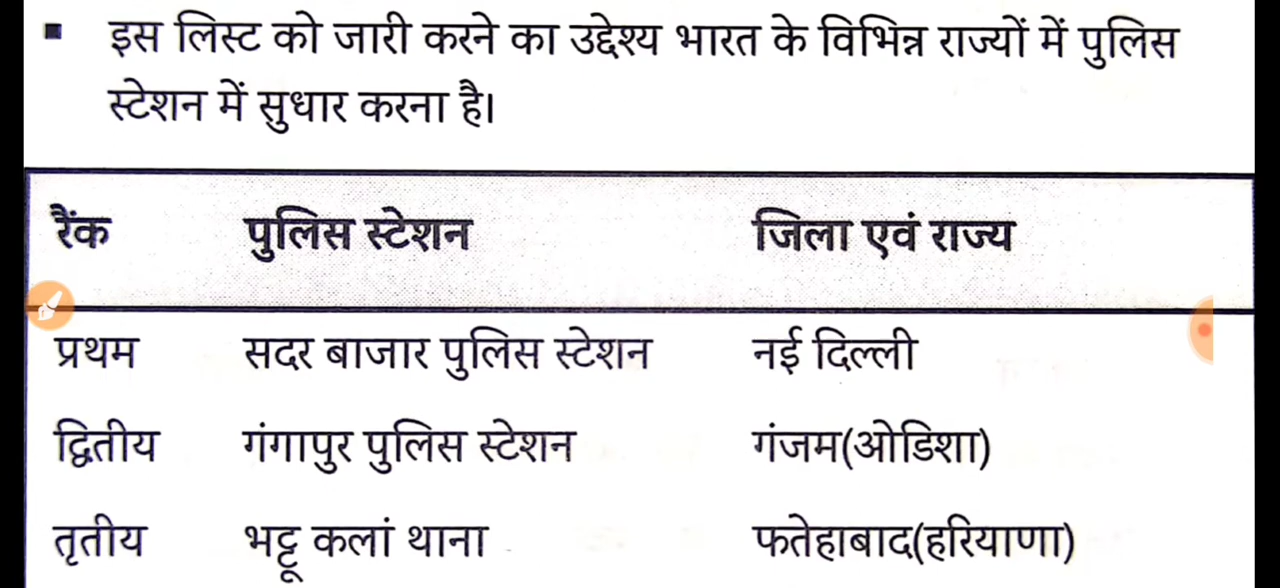 ▪ इस लिस्ट को जारी करने का उद्देश्य भारत के विभिन्न राज्यों में पुलिस
स्टेशन में सुधार करना है।
रैंक पुलिस स्टेशन जिला एवं राज्य
प्रथम सदर बाजार पुलिस स्टेशन नई दिल्ली
द्वितीय गंगापुर पुलिस स्टेशन गंजम(ओडिशा)
तृतीय भट्टू कलां थाना फतेहाबाद(हरियाणा)